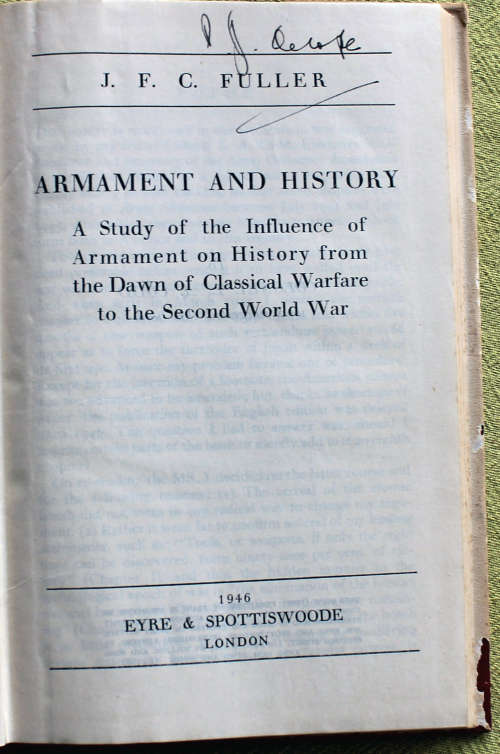 J. F. C. FULLER
ARMAMENT AND HISTORY
A Study of the Influence of
Armament on History from
the Dawn of Classical Warfare
to the Second World War
1946
EYRE & SPOTTISWOODE
LONDON